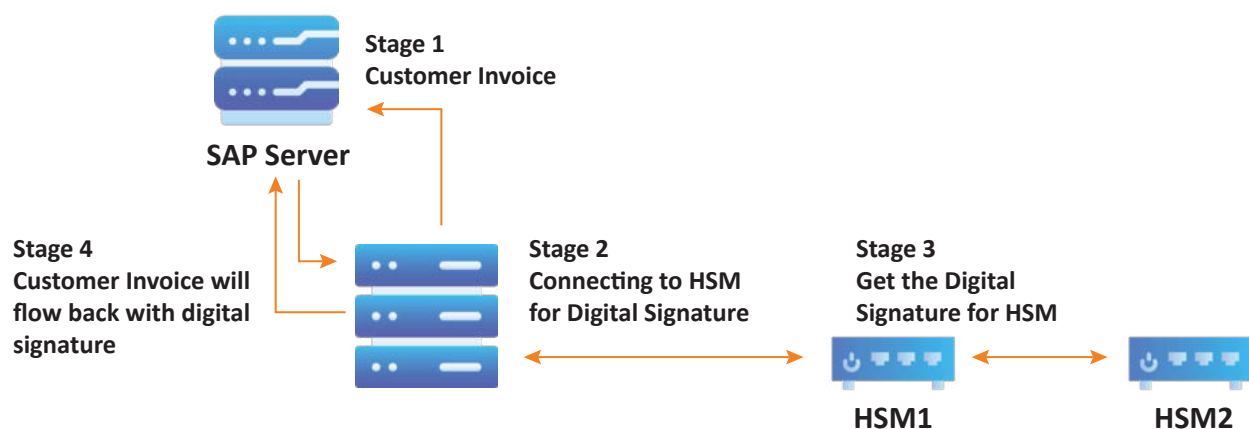 Stage 1
Customer Invoice
SAP Server
Stage 4
Customer Invoice will
flow back with digital
signature
Stage 2
Connecting to HSM
for Digital Signature
Stage 3
Get the Digital
Signature for HSM
HSM1
HSM2